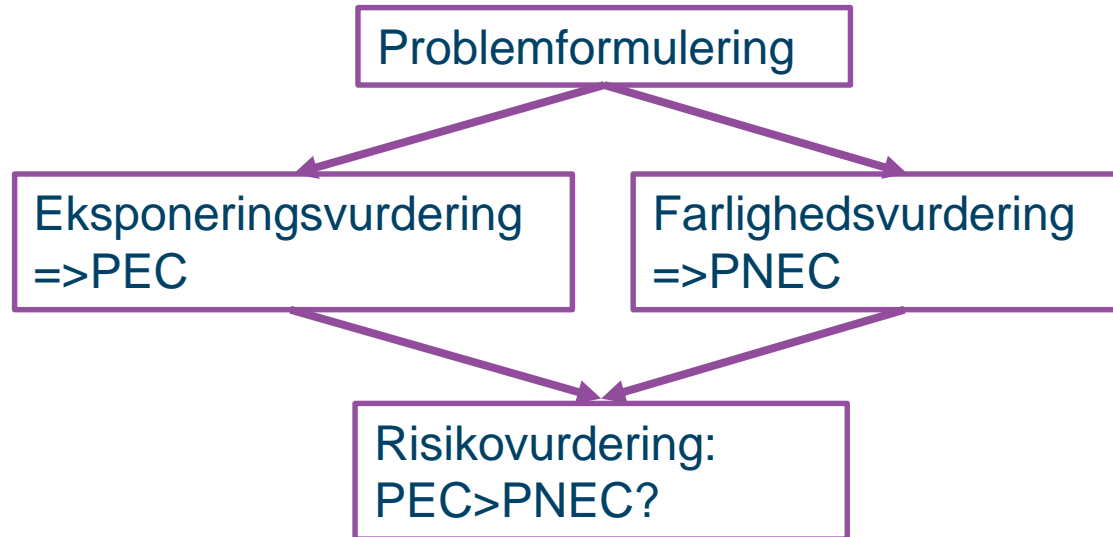 Problemformulering
Eksponeringsvurdering
=>PEC
Farlighedsvurdering
=>PNEC
Risikovurdering:
PEC>PNEC?